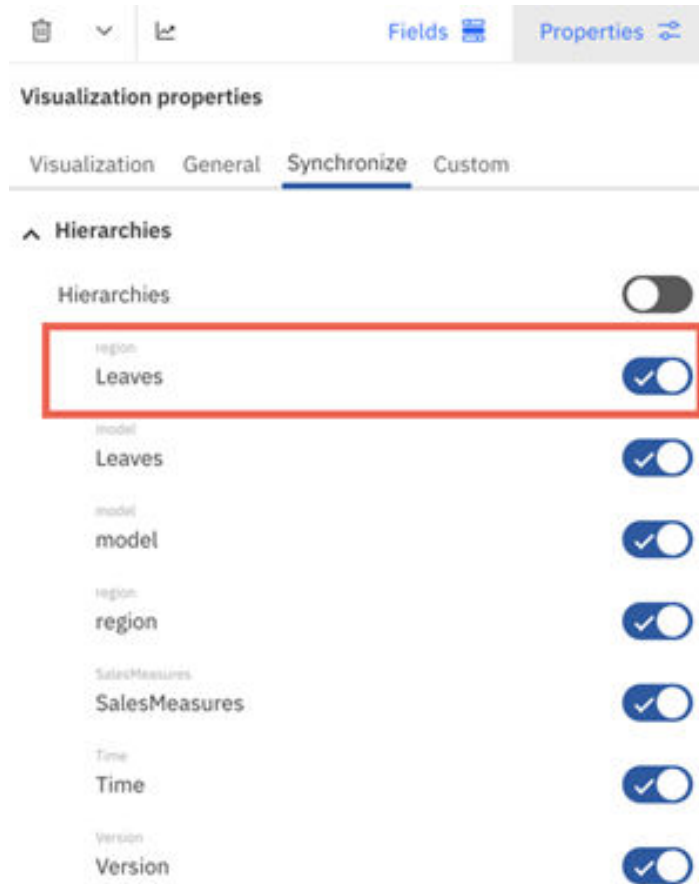 Fields Properties
Visualization properties
Visualization General Synchronize Custom
Hierarchies
Hierarchies
region
Leaves
model
Leaves
model
model
region
region
SalesMeasures
SalesMeasures
Time
Time
Version
Version